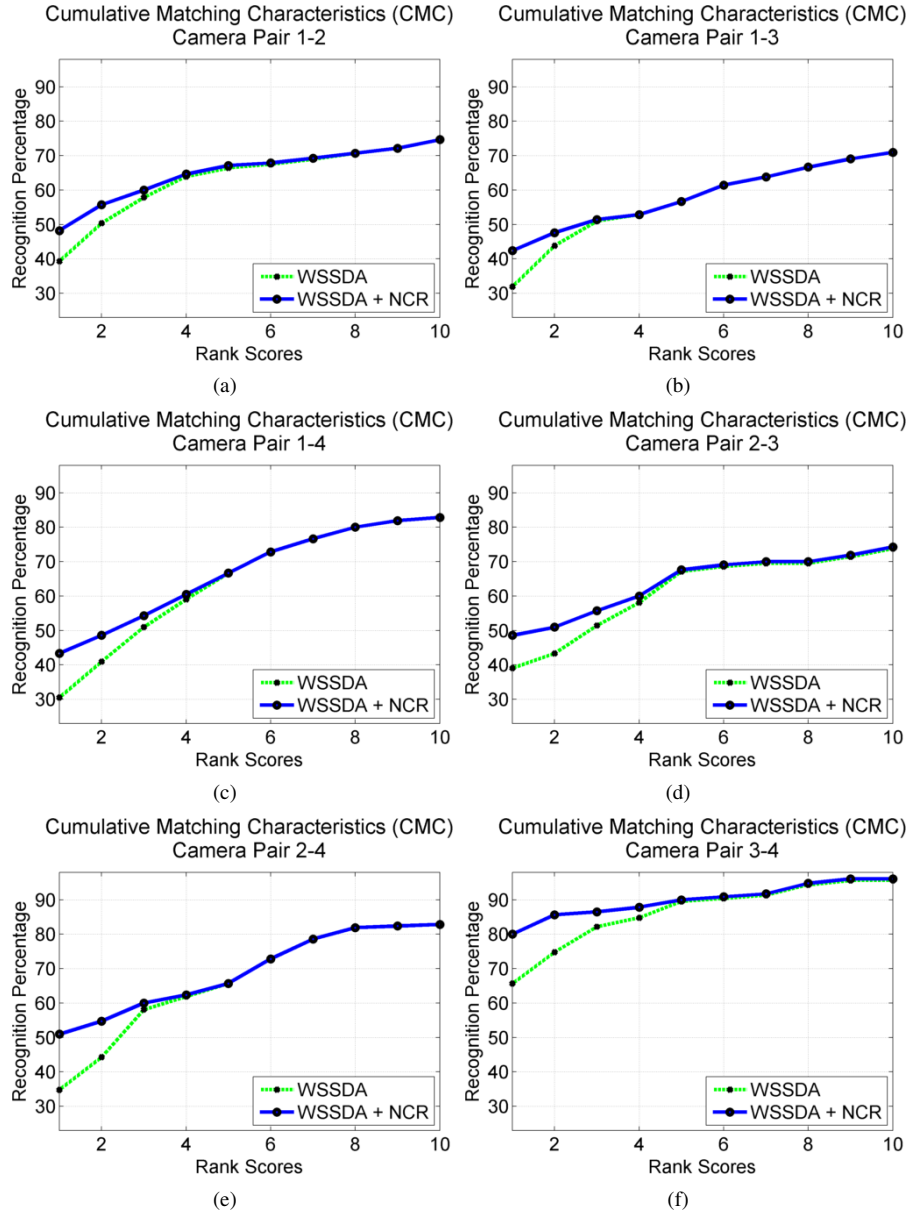 Cumulative Matching Characteristics (CMC)
Camera Pair 1-2
Recognition Percentage
90
80
70
60
50
40
30
WSSDA
WSSDA + NCR
2 4 6 8 10
Rank Scores
(a)
Cumulative Matching Characteristics (CMC)
Camera Pair 1-3
Recognition Percentage
90
80
70
60
50
40
30
WSSDA
WSSDA + NCR
2 4 6 8 10
Rank Scores
(b)
Cumulative Matching Characteristics (CMC)
Camera Pair 1-4
Recognition Percentage
90
80
70
60
50
40
30
WSSDA
WSSDA + NCR
2 4 6 8 10
Rank Scores
(c)
Cumulative Matching Characteristics (CMC)
Camera Pair 2-3
Recognition Percentage
90
80
70
60
50
40
30
WSSDA
WSSDA + NCR
2 4 6 8 10
Rank Scores
(d)
Cumulative Matching Characteristics (CMC)
Camera Pair 2-4
Recognition Percentage
90
80
70
60
50
40
30
WSSDA
WSSDA + NCR
2 4 6 8 10
Rank Scores
(e)
Cumulative Matching Characteristics (CMC)
Camera Pair 3-4
Recognition Percentage
90
80
70
60
50
40
30
WSSDA
WSSDA + NCR
2 4 6 8 10
Rank Scores
(f)